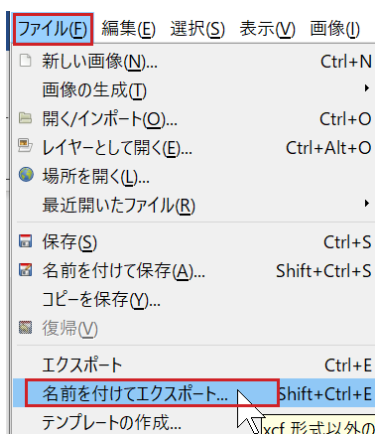 ファイル(F) 編集(E) 選択(S) 表示(V) 画像(I)
新しい画像(N)... Ctrl+N
画像の生成(T)
開く/インポート(O)... Ctrl+O
レイヤーとして開く(E)... Ctrl+Alt+O
場所を開く(L)...
最近開いたファイル(R)
保存(S) Ctrl+S
名前を付けて保存(A)... Shift+Ctrl+S
コピーを保存(Y)...
復帰(V)
エクスポート Ctrl+E
名前を付けてエクスポート... Shift+Ctrl+E
テンプレートの作成... xcf 形式以外の